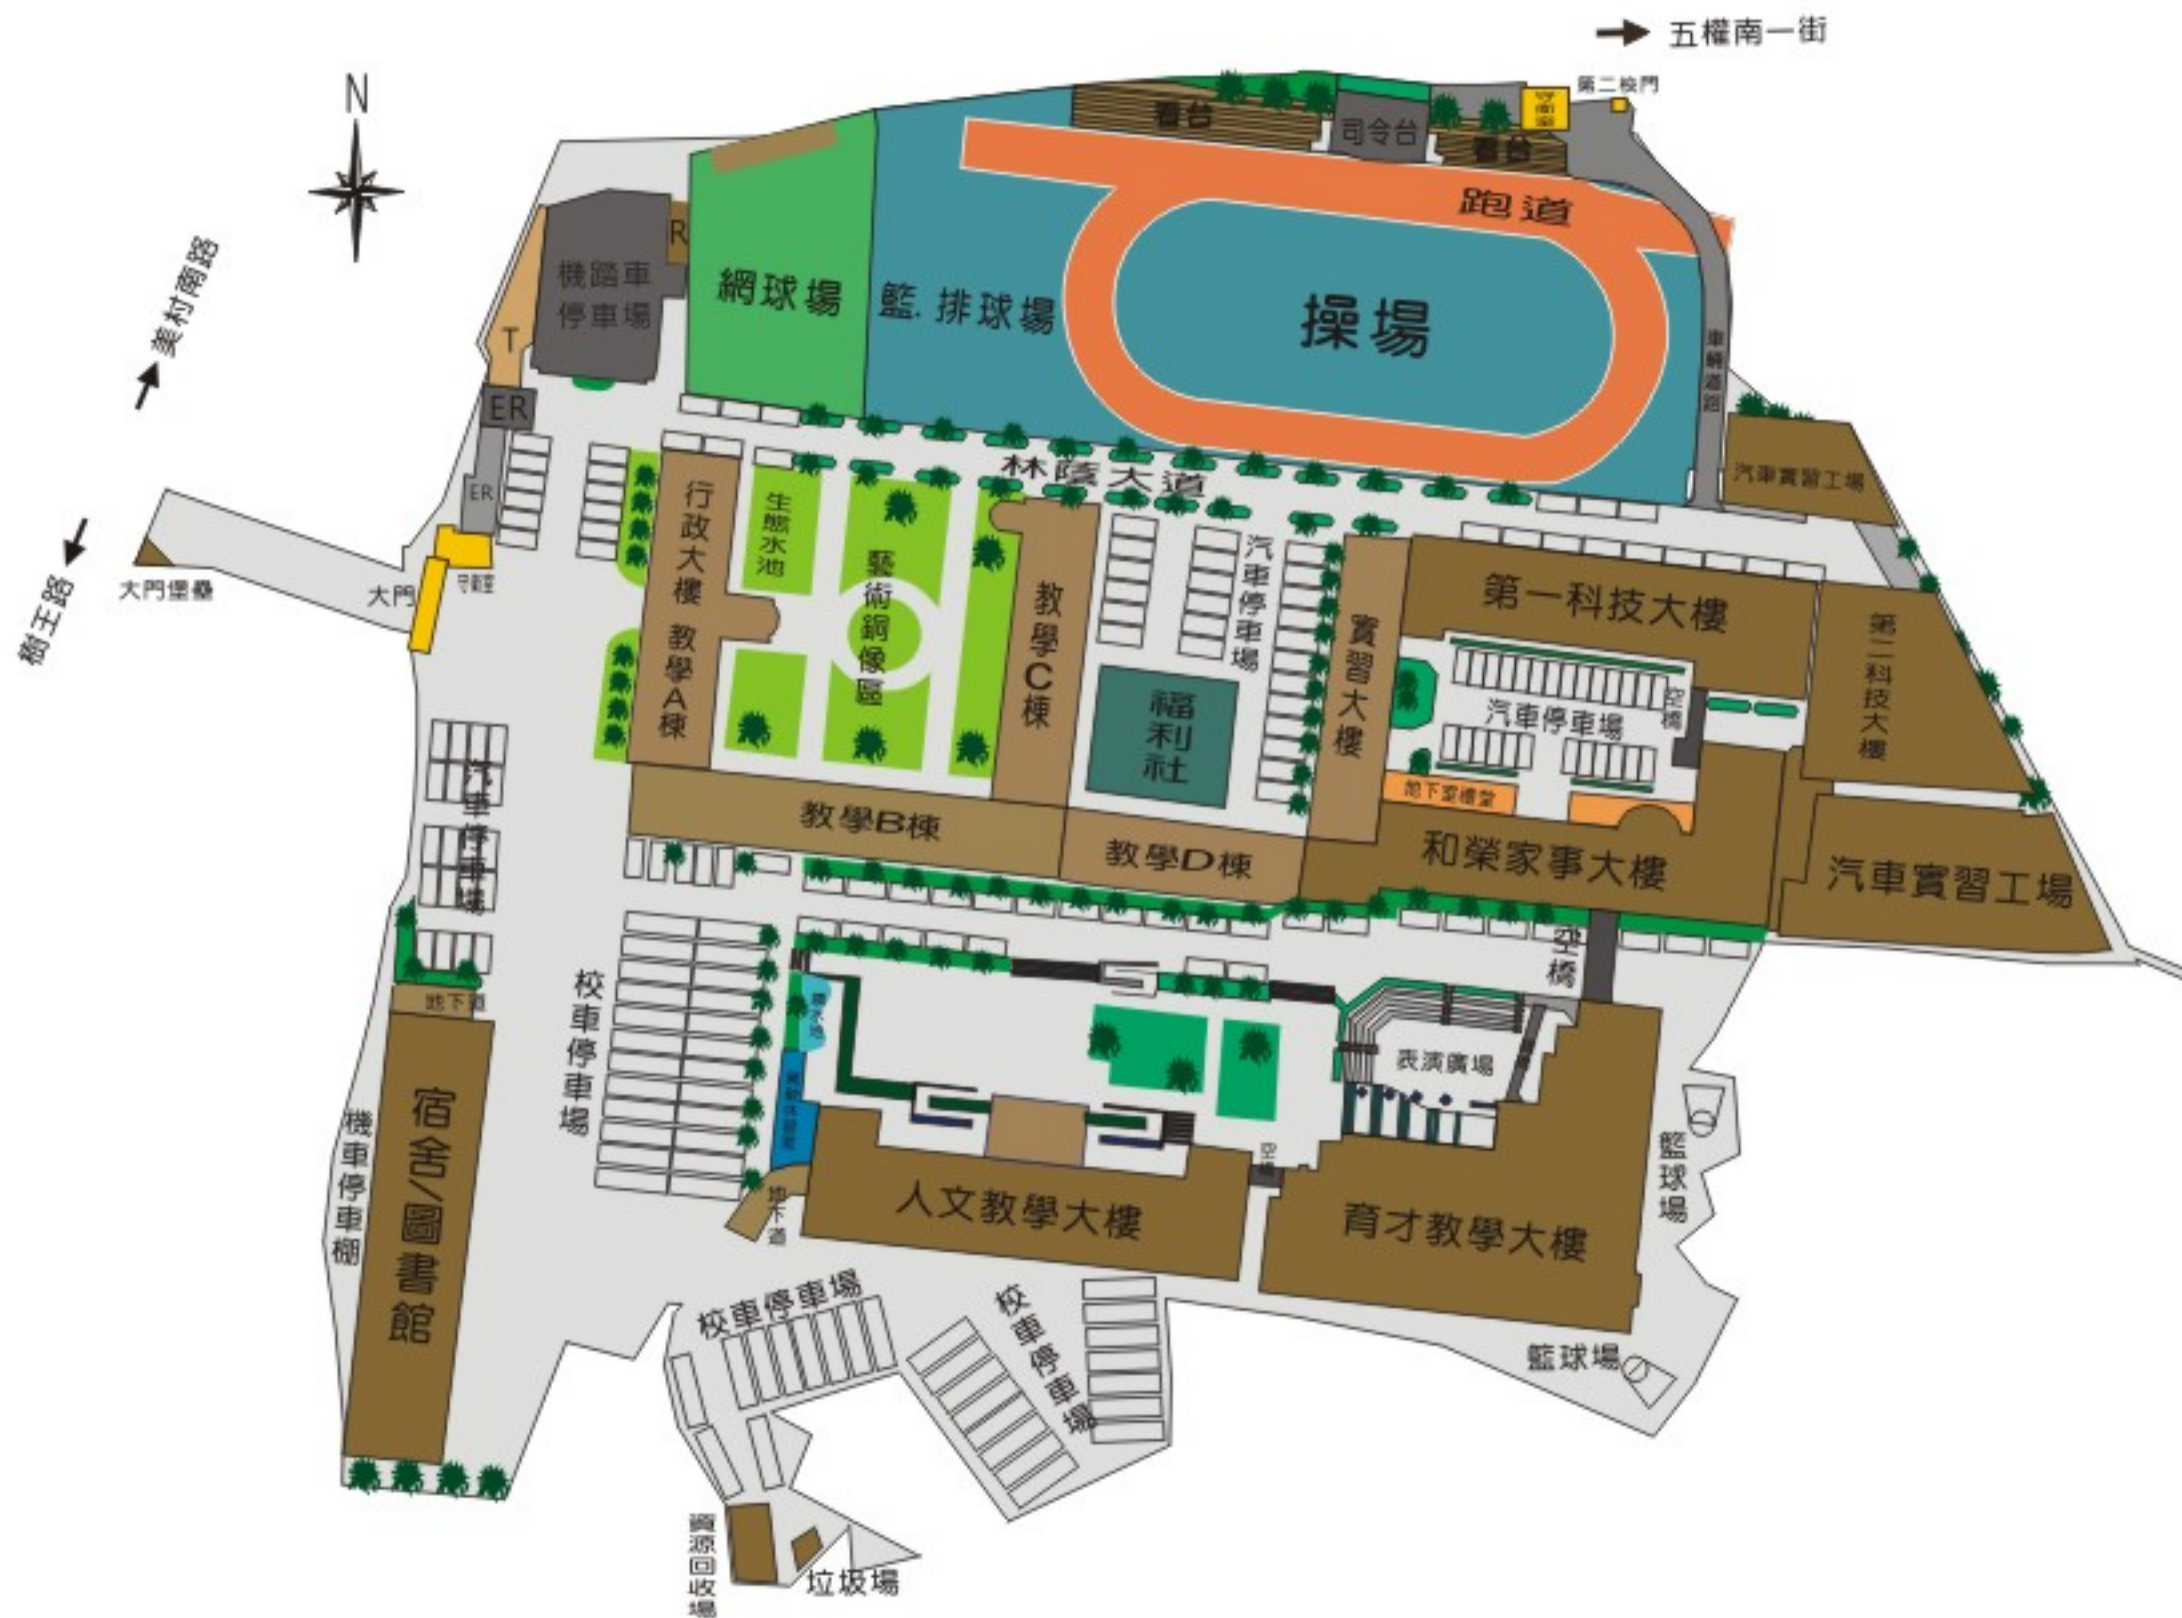 五權南一街
第二校門
N
守衛室
看台
司令台
看台
跑道
美村南路
機踏車
停車場
R
網球場
籃.排球場
操場
T
車輛道路
ER
林蔭大道
汽車實習工場
ER
行政大樓 教學A棟
生態水池
藝術銅像區
教學C棟
汽車停車場
大門堡壘
大門
守衛室
樹王路
實習大樓
第一科技大樓
第二科技大樓
福利社
汽車停車場
空橋
汽車停車場
教學B棟
教學D棟
地下室禮堂
和榮家事大樓
汽車實習工場
空橋
地下道
校車停車場
表演廣場
宿舍/圖書館
機車停車棚
空橋
籃球場
人文教學大樓
育才教學大樓
地下道
校車停車場
校車停車場
籃球場
資源回收場
垃圾場